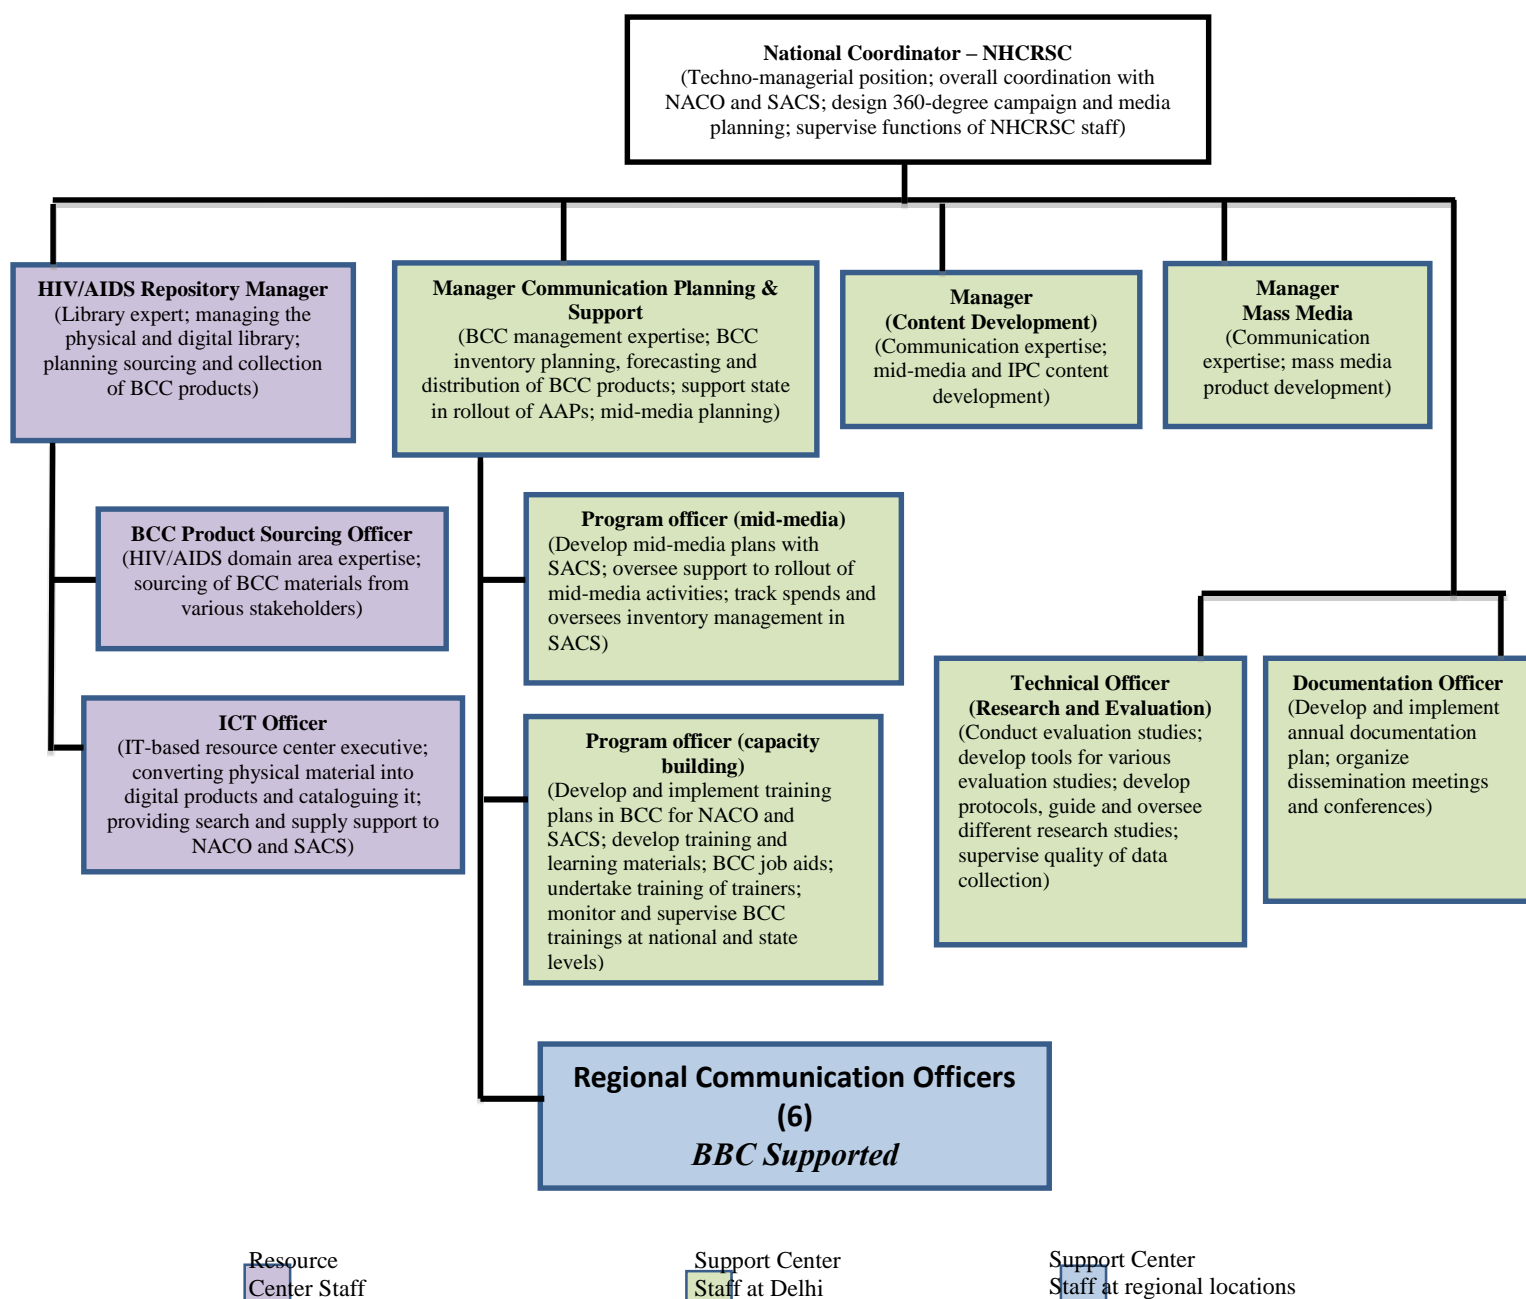 National Coordinator – NHCRSC
(Techno-managerial position; overall coordination with
NACO and SACS; design 360-degree campaign and media
planning; supervise functions of NHCRSC staff)
HIV/AIDS Repository Manager
(Library expert; managing the
physical and digital library;
planning sourcing and collection
of BCC products)
Manager Communication Planning &
Support
(BCC management expertise; BCC
inventory planning, forecasting and
distribution of BCC products; support state
in rollout of AAPs; mid-media planning)
Manager
(Content Development)
(Communication expertise;
mid-media and IPC content
development)
Manager
Mass Media
(Communication
expertise; mass media
product development)
BCC Product Sourcing Officer
(HIV/AIDS domain area expertise;
sourcing of BCC materials from
various stakeholders)
Program officer (mid-media)
(Develop mid-media plans with
SACS; oversee support to rollout of
mid-media activities; track spends and
oversees inventory management in
SACS)
Technical Officer
(Research and Evaluation)
(Conduct evaluation studies;
develop tools for various
evaluation studies; develop
protocols, guide and oversee
different research studies;
supervise quality of data
collection)
Documentation Officer
(Develop and implement
annual documentation
plan; organize
dissemination meetings
and conferences)
ICT Officer
(IT-based resource center executive;
converting physical material into
digital products and cataloguing it;
providing search and supply support to
NACO and SACS)
Program officer (capacity
building)
(Develop and implement training
plans in BCC for NACO and
SACS; develop training and
learning materials; BCC job aids;
undertake training of trainers;
monitor and supervise BCC
trainings at national and state
levels)
Regional Communication Officers
(6)
BBC Supported
Resource
Center Staff
Support Center
Staff at Delhi
Support Center
Staff at regional locations